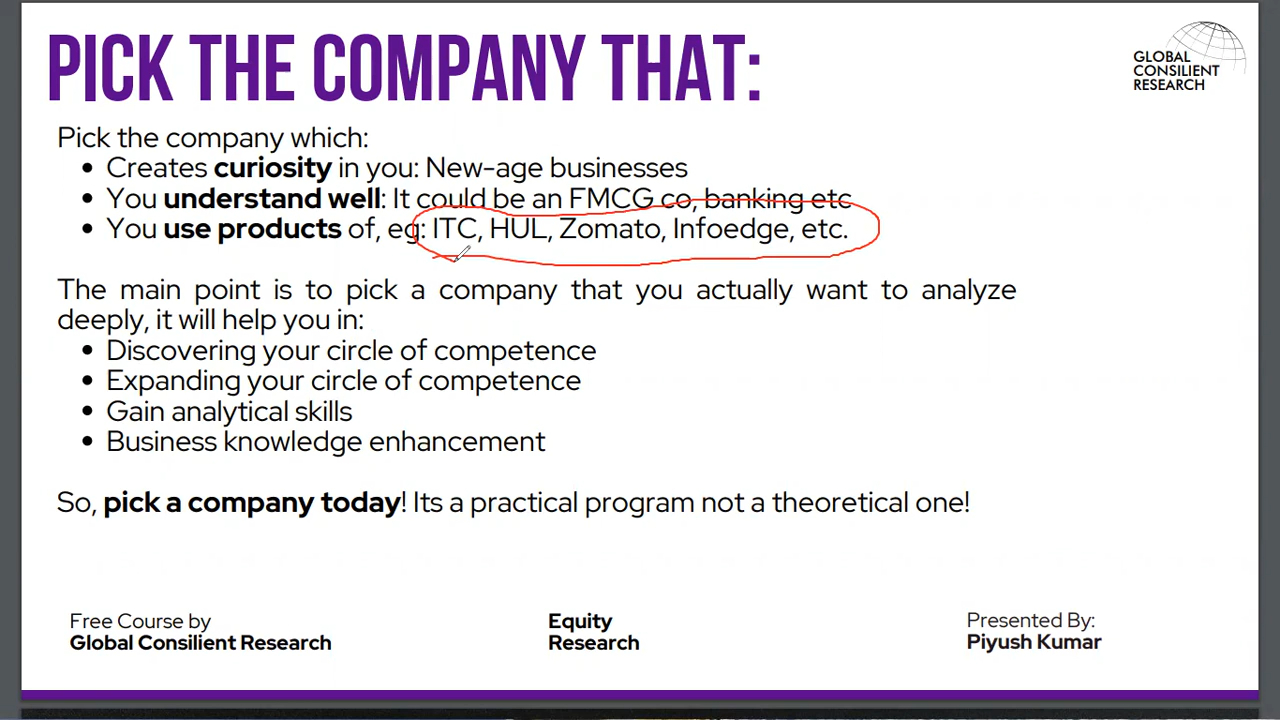 PICK THE COMPANY THAT:
GLOBAL
CONSILIENT
RESEARCH
Pick the company which:
• Creates curiosity in you: New-age businesses
• You understand well: It could be an FMCG co, banking etc
• You use products of, eg: ITC, HUL, Zomato, Infoedge, etc.
The main point is to pick a company that you actually want to analyze
deeply, it will help you in:
• Discovering your circle of competence
• Expanding your circle of competence
• Gain analytical skills
• Business knowledge enhancement
So, pick a company today! Its a practical program not a theoretical one!
Free Course by
Global Consilient Research
Equity
Research
Presented By:
Piyush Kumar